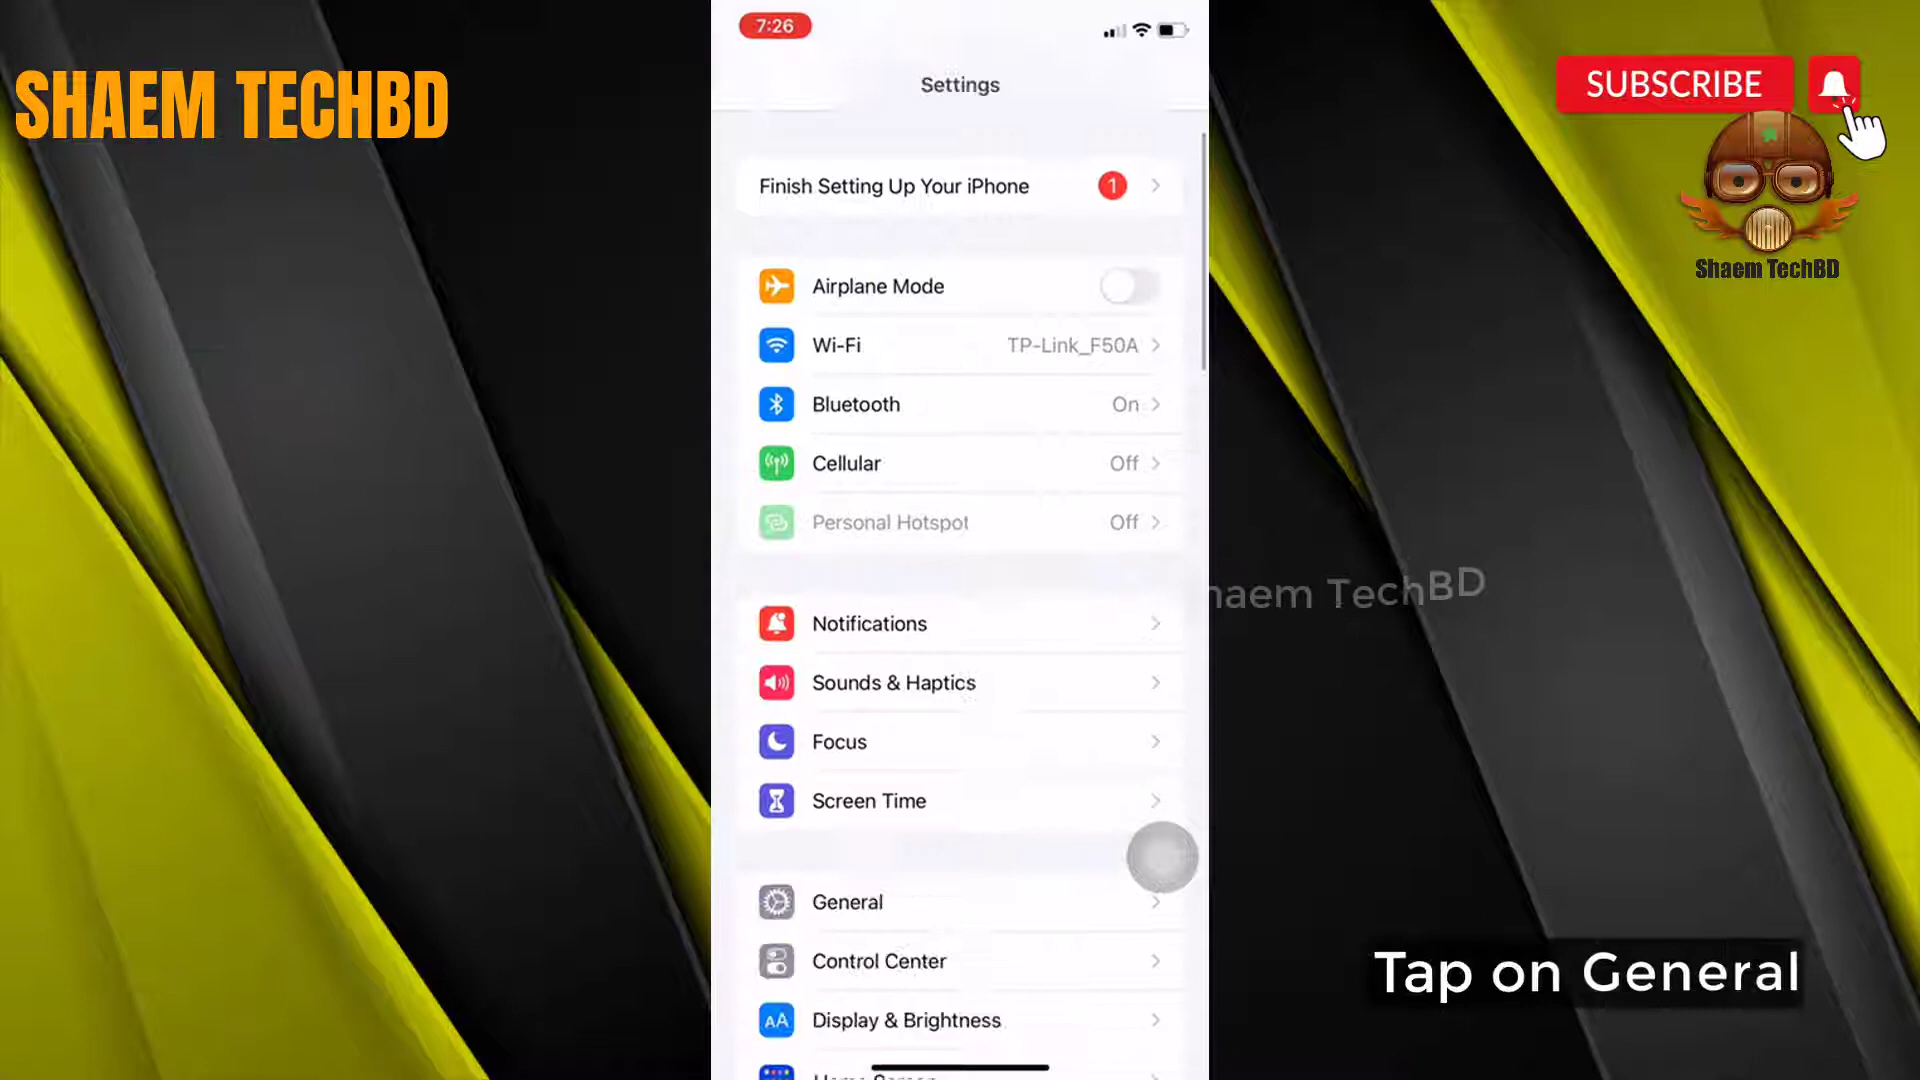 SHAEM TECHBD
7:26
Settings
SUBSCRIBE
Shaem TechBD
Finish Setting Up Your iPhone 1
Airplane Mode
Wi-Fi TP-Link_F50A
Bluetooth On
Cellular Off
Personal Hotspot Off
haem TechBD
Notifications
Sounds & Haptics
Focus
Screen Time
General
Control Center
Tap on General
AA Display & Brightness